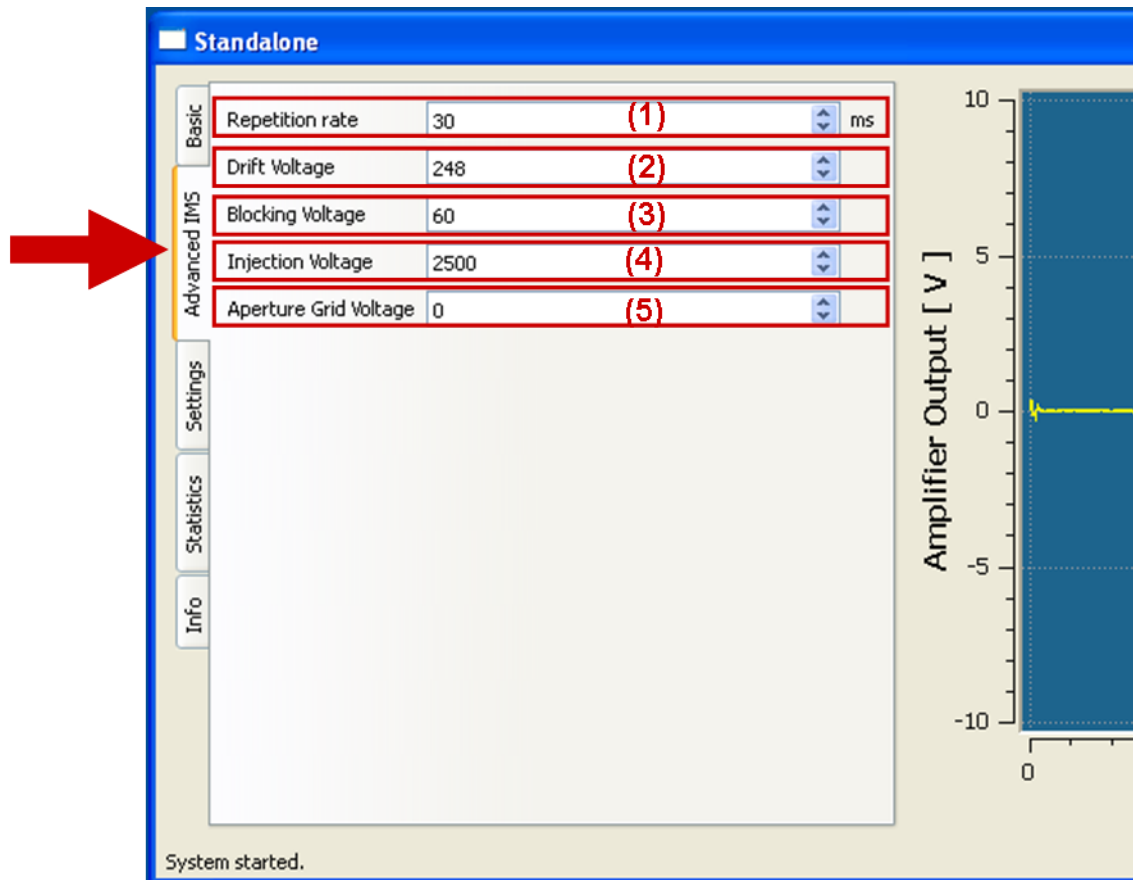 Standalone
Basic
Advanced IMS
Settings
Statistics
Info
Repetition rate 30 (1) ms
Drift Voltage 248 (2)
Blocking Voltage 60 (3)
Injection Voltage 2500 (4)
Aperture Grid Voltage 0 (5)
Amplifier Output [ V ]
10
5
0
-5
-10
0
System started.